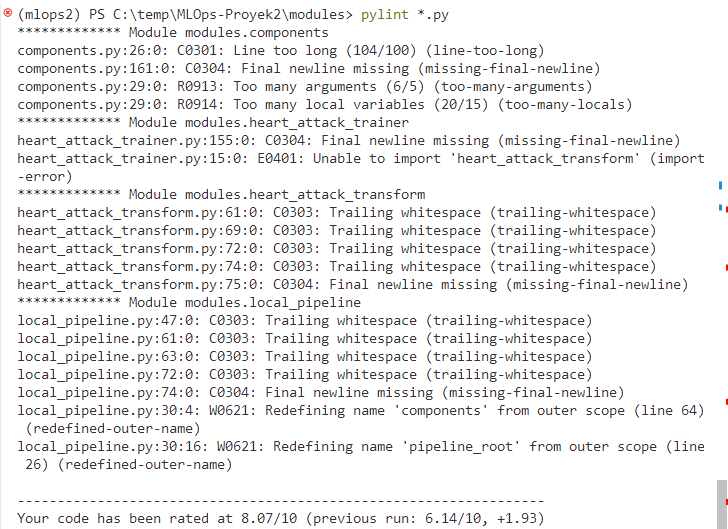 (mlops2) PS C:\temp\MLOps-Proyek2\modules> pylint *.py
************* Module modules.components
components.py:26:0: C0301: Line too long (104/100) (line-too-long)
components.py:161:0: C0304: Final newline missing (missing-final-newline)
components.py:29:0: R0913: Too many arguments (6/5) (too-many-arguments)
components.py:29:0: R0914: Too many local variables (20/15) (too-many-locals)
************* Module modules.heart_attack_trainer
heart_attack_trainer.py:155:0: C0304: Final newline missing (missing-final-newline)
heart_attack_trainer.py:15:0: E0401: Unable to import 'heart_attack_transform' (import
-error)
************* Module modules.heart_attack_transform
heart_attack_transform.py:61:0: C0303: Trailing whitespace (trailing-whitespace)
heart_attack_transform.py:69:0: C0303: Trailing whitespace (trailing-whitespace)
heart_attack_transform.py:72:0: C0303: Trailing whitespace (trailing-whitespace)
heart_attack_transform.py:74:0: C0303: Trailing whitespace (trailing-whitespace)
heart_attack_transform.py:75:0: C0304: Final newline missing (missing-final-newline)
************* Module modules.local_pipeline
local_pipeline.py:47:0: C0303: Trailing whitespace (trailing-whitespace)
local_pipeline.py:61:0: C0303: Trailing whitespace (trailing-whitespace)
local_pipeline.py:63:0: C0303: Trailing whitespace (trailing-whitespace)
local_pipeline.py:72:0: C0303: Trailing whitespace (trailing-whitespace)
local_pipeline.py:74:0: C0304: Final newline missing (missing-final-newline)
local_pipeline.py:30:4: W0621: Redefining name 'components' from outer scope (line 64)
(redefined-outer-name)
local_pipeline.py:30:16: W0621: Redefining name 'pipeline_root' from outer scope (line
26) (redefined-outer-name)
------------------------------------------------------------------
Your code has been rated at 8.07/10 (previous run: 6.14/10, +1.93)